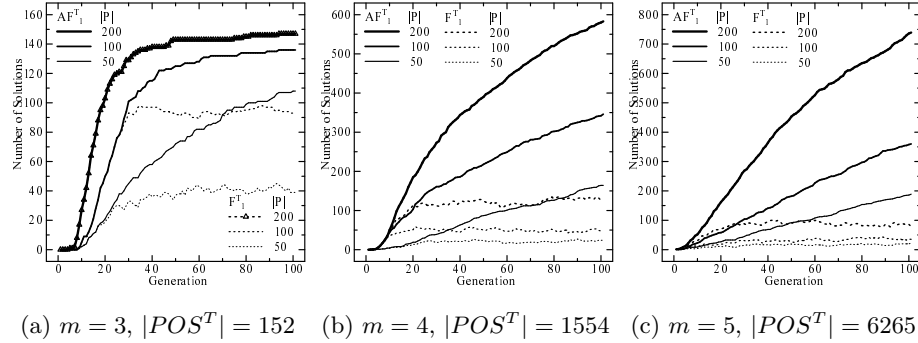 AF^T_1 |P|
200
100
50
F^T_1 |P|
200
100
50
Number of Solutions
160
140
120
100
80
60
40
20
0
0 20 40 60 80 100
Generation
AF^T_1 |P| F^T_1 |P|
200 200
100 100
50 50
Number of Solutions
600
500
400
300
200
100
0
0 20 40 60 80 100
Generation
AF^T_1 |P| F^T_1 |P|
200 200
100 100
50 50
Number of Solutions
800
700
600
500
400
300
200
100
0
0 20 40 60 80 100
Generation
(a) m = 3, |POS^T| = 152 (b) m = 4, |POS^T| = 1554 (c) m = 5, |POS^T| = 6265